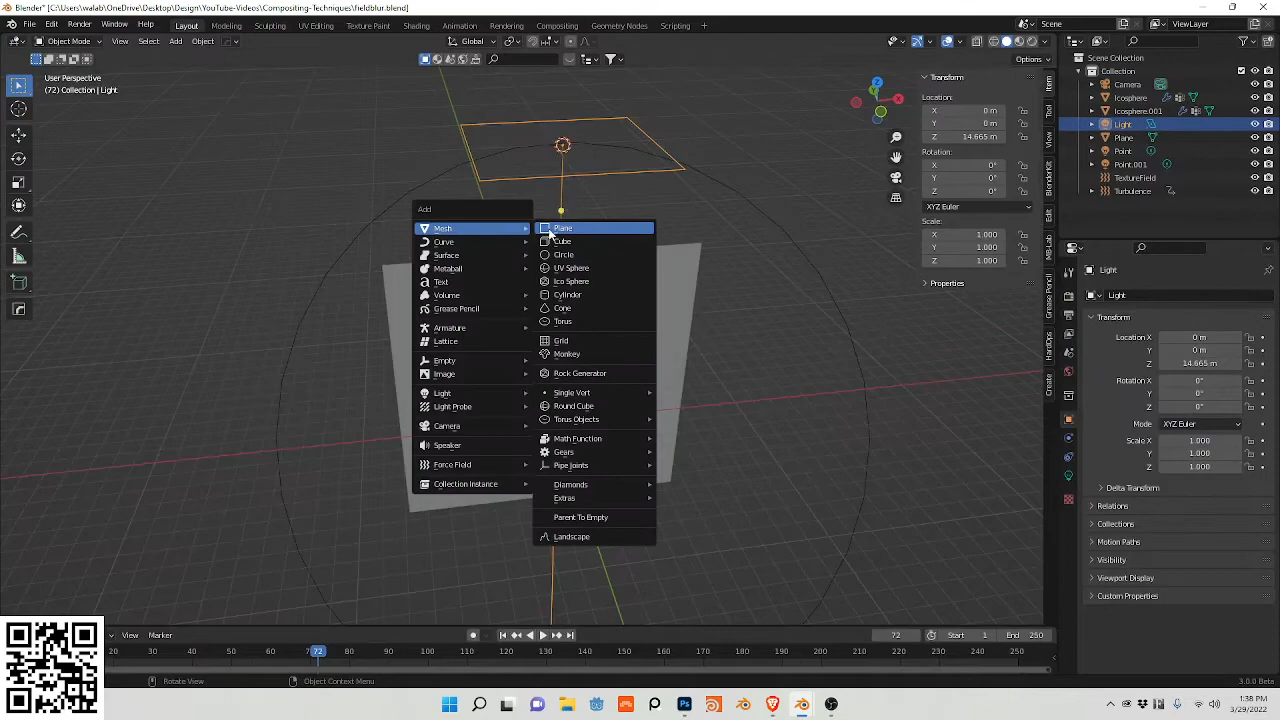 Blender* [C:\Users\walab\OneDrive\Desktop\Design\YouTube-Videos\Compositing-Techniques\fieldblur.blend]
File Edit Render Window Help Layout Modeling Sculpting UV Editing Texture Paint Shading Animation Rendering Compositing Geometry Nodes Scripting Scene ViewLayer
Object Mode View Select Add Object Global
Options
User Perspective
(72) Collection | Light
Transform
Location:
X 0 m
Y 0 m
Z 14.665 m
Rotation:
X 0°
Y 0°
Z 0°
XYZ Euler
Scale:
X 1.000
Y 1.000
Z 1.000
Properties
Item
Tool
View
BlenderKit
Edit
MB-Lab
Grease Pencil
HardOps
Create
Scene Collection
Collection
Camera
Icosphere
Icosphere.001
Light
Plane
Point
Point.001
TextureField
Turbulence
Light
Light
Transform
Location X 0 m
Y 0 m
Z 14.665 m
Rotation X 0°
Y 0°
Z 0°
Mode XYZ Euler
Scale X 1.000
Y 1.000
Z 1.000
Delta Transform
Relations
Collections
Motion Paths
Visibility
Viewport Display
Custom Properties
Add
Mesh
Curve
Surface
Metaball
Text
Volume
Grease Pencil
Armature
Lattice
Empty
Image
Light
Light Probe
Camera
Speaker
Force Field
Collection Instance
Plane
Cube
Circle
UV Sphere
Ico Sphere
Cylinder
Cone
Torus
Grid
Monkey
Rock Generator
Single Vert
Round Cube
Torus Objects
Math Function
Gears
Pipe Joints
Diamonds
Extras
Parent To Empty
Landscape
View Marker 72 Start 1 End 250
20 30 40 50 60 72 80 90 100 110 120 130 140 150 160 170 180 190 200 210 220 230 240 250
Rotate View Object Context Menu 3.0.0 Beta
1:38 PM
3/29/2022